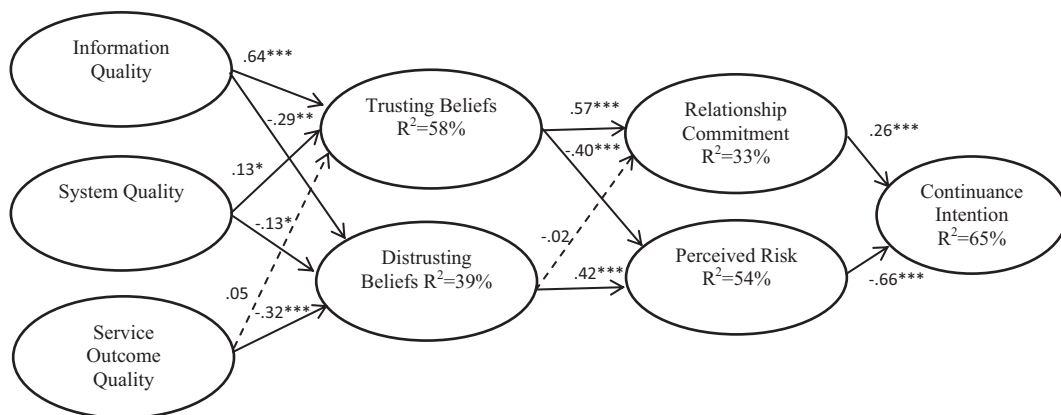 Information
Quality
.64***
-.29**
Trusting Beliefs
R²=58%
.57***
-.40***
Relationship
Commitment
R²=33%
.26***
System Quality
.13*
-.13*
Continuance
Intention
R²=65%
Distrusting
Beliefs R²=39%
-.02
.42***
Perceived Risk
R²=54%
-.66***
.05
-.32***
Service
Outcome
Quality